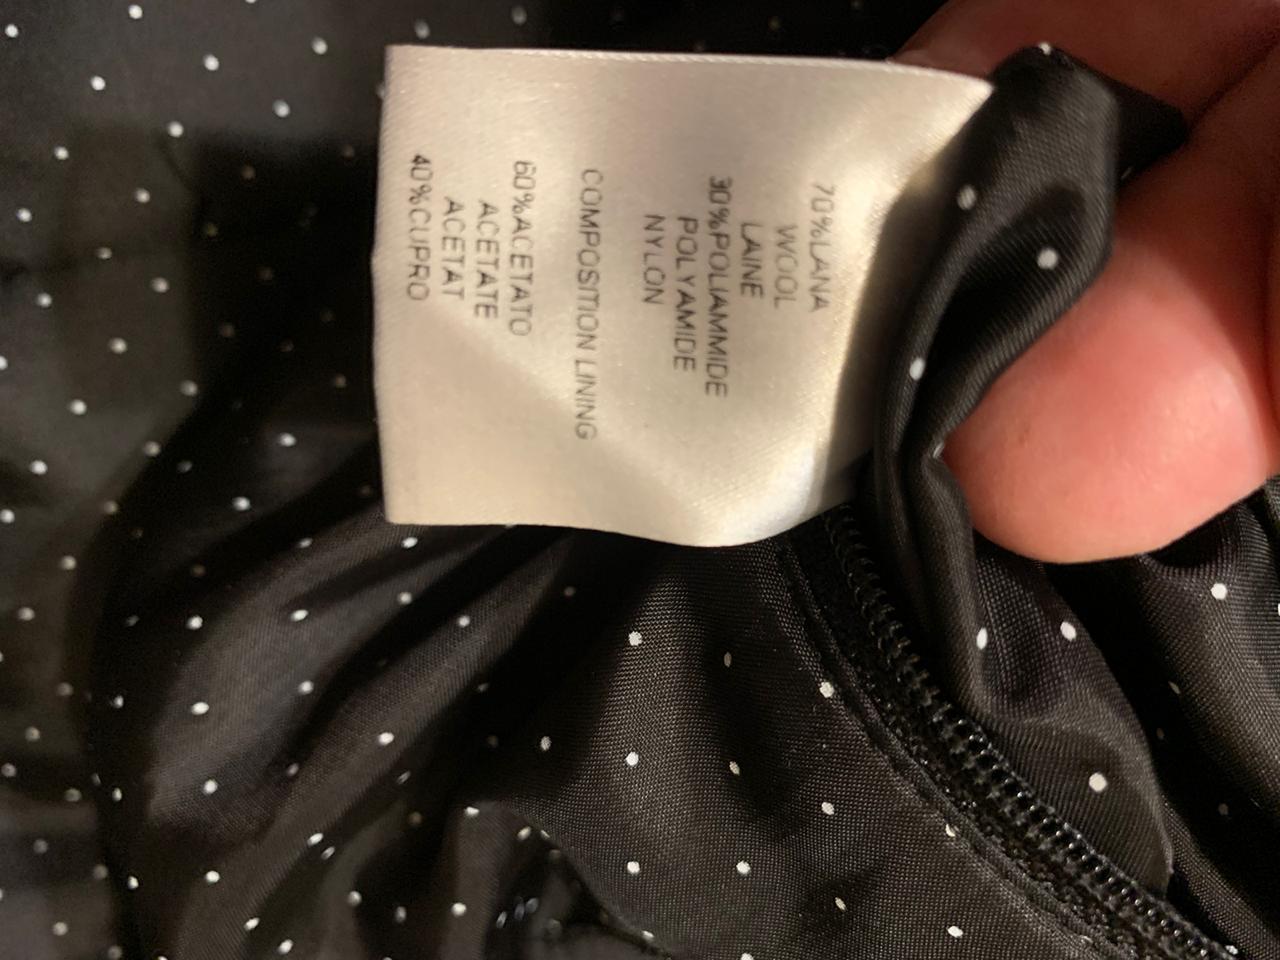 70%LANA
WOOL
LAINE
30%POLIAMMIDE
POLYAMIDE
NYLON
COMPOSITION LINING
60%ACETATO
ACETATE
ACETAT
40%CUPRO